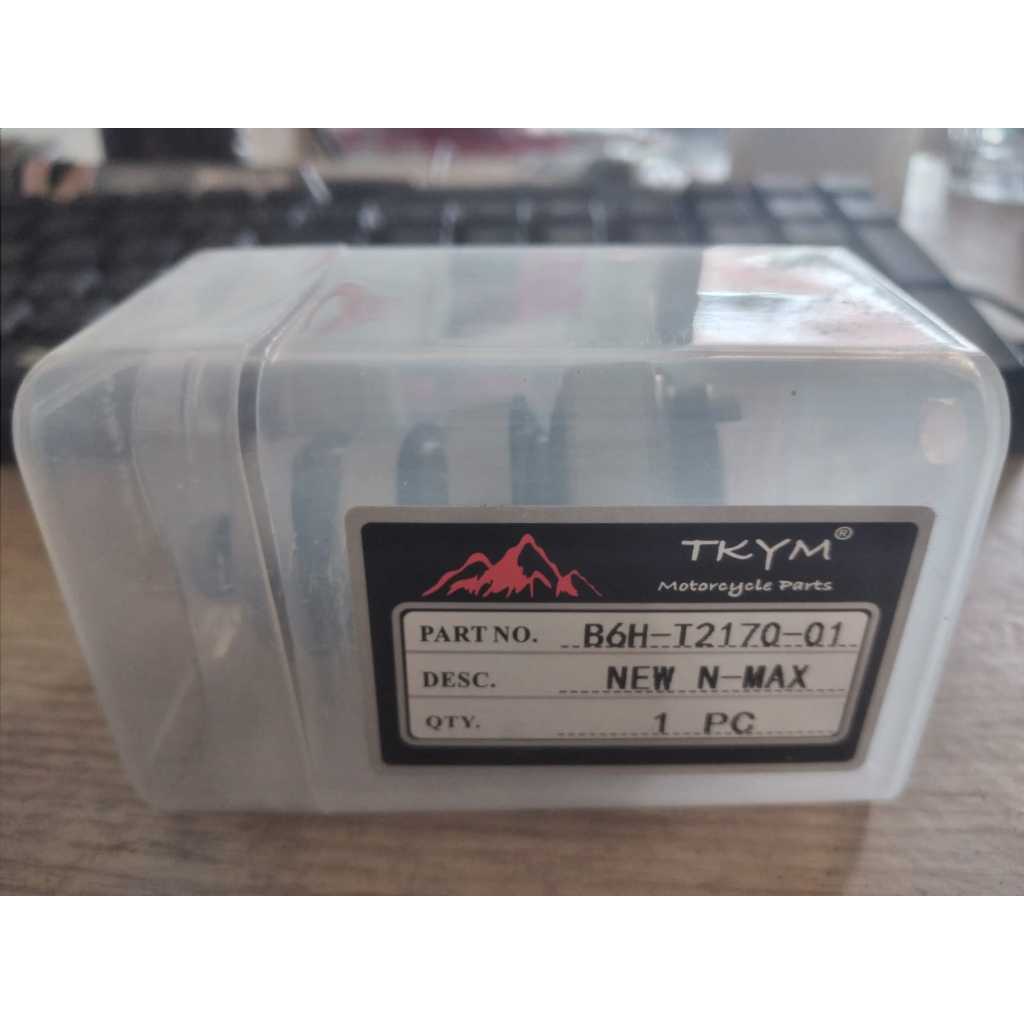 TKYM®
Motorcycle Parts
PART NO. B6H-I2170-01
DESC. NEW N-MAX
QTY. 1 PC